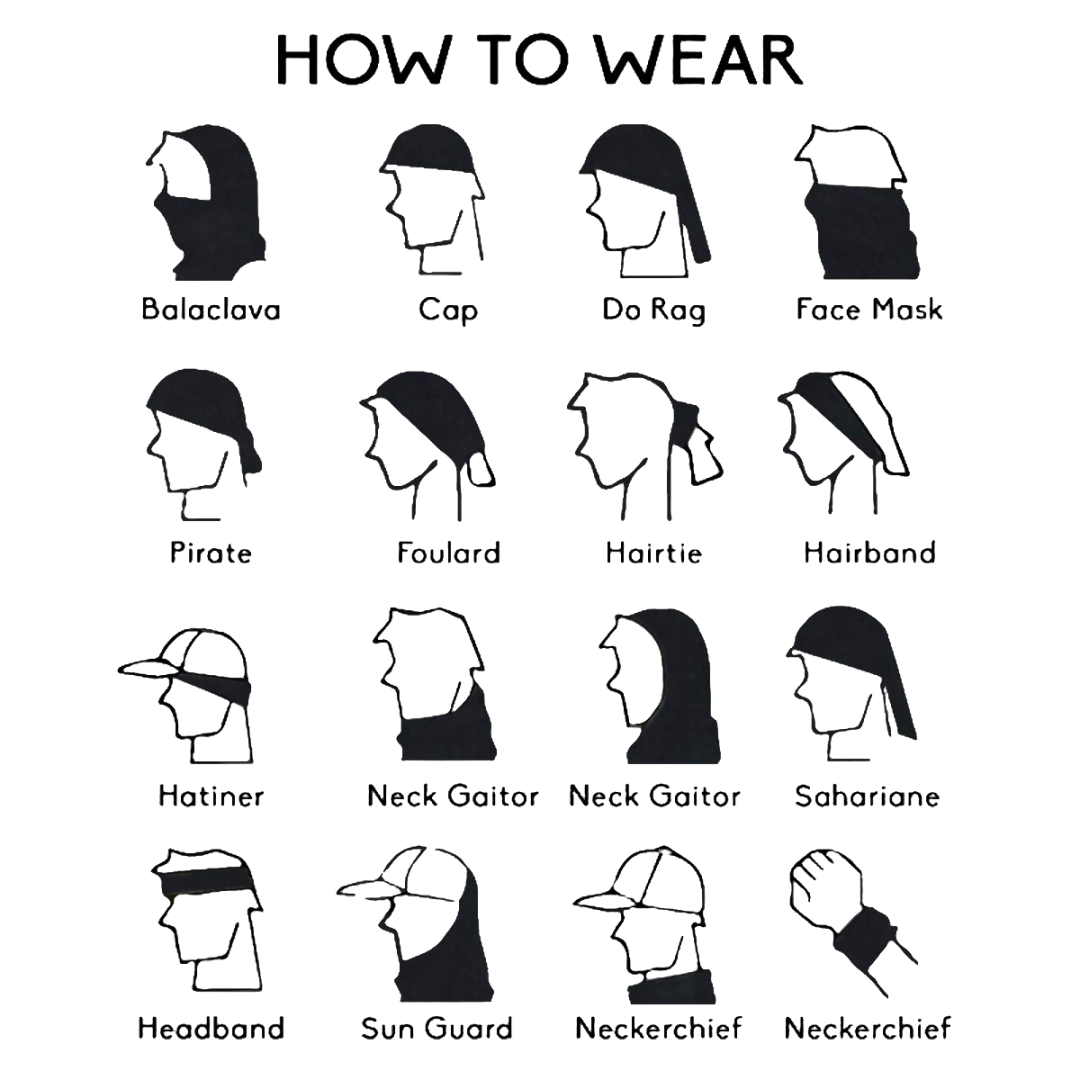 HOW TO WEAR
Balaclava Cap Do Rag Face Mask
Pirate Foulard Hairtie Hairband
Hatiner Neck Gaitor Neck Gaitor Sahariane
Headband Sun Guard Neckerchief Neckerchief